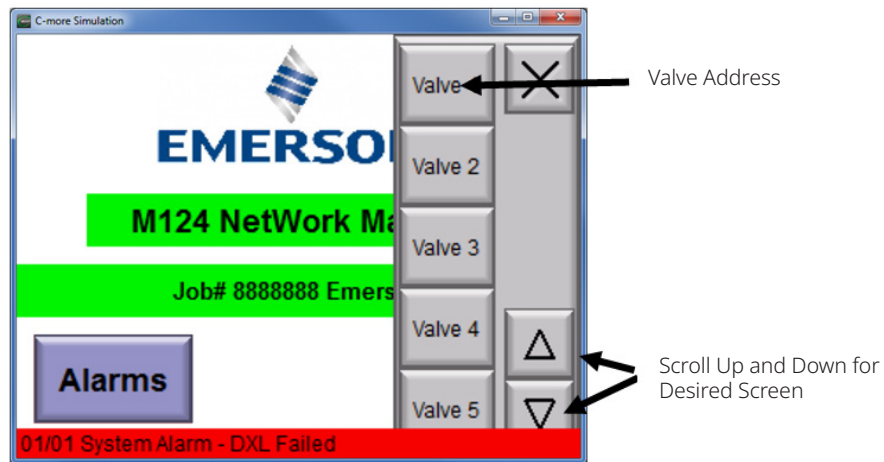 C-more Simulation
EMERSO
M124 NetWork Ma
Job# 8888888 Emers
Alarms
01/01 System Alarm - DXL Failed
Valve
Valve 2
Valve 3
Valve 4
Valve 5
Valve Address
Scroll Up and Down for
Desired Screen